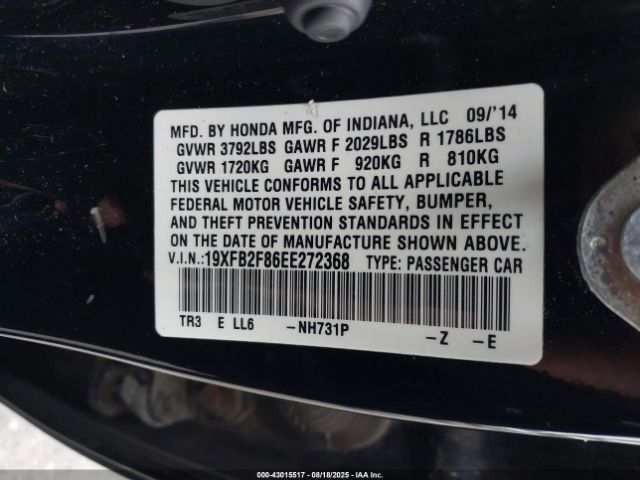 MFD. BY HONDA MFG. OF INDIANA, LLC 09/'14
GVWR 3792LBS GAWR F 2029LBS R 1786LBS
GVWR 1720KG GAWR F 920KG R 810KG
THIS VEHICLE CONFORMS TO ALL APPLICABLE
FEDERAL MOTOR VEHICLE SAFETY, BUMPER,
AND THEFT PREVENTION STANDARDS IN EFFECT
ON THE DATE OF MANUFACTURE SHOWN ABOVE.
V.I.N.:19XFB2F86EE272368 TYPE: PASSENGER CAR
TR3 E LL6 -NH731P -Z -E
000-43015517 - 08/18/2025 - Copyright © 2025 IAA, Inc.